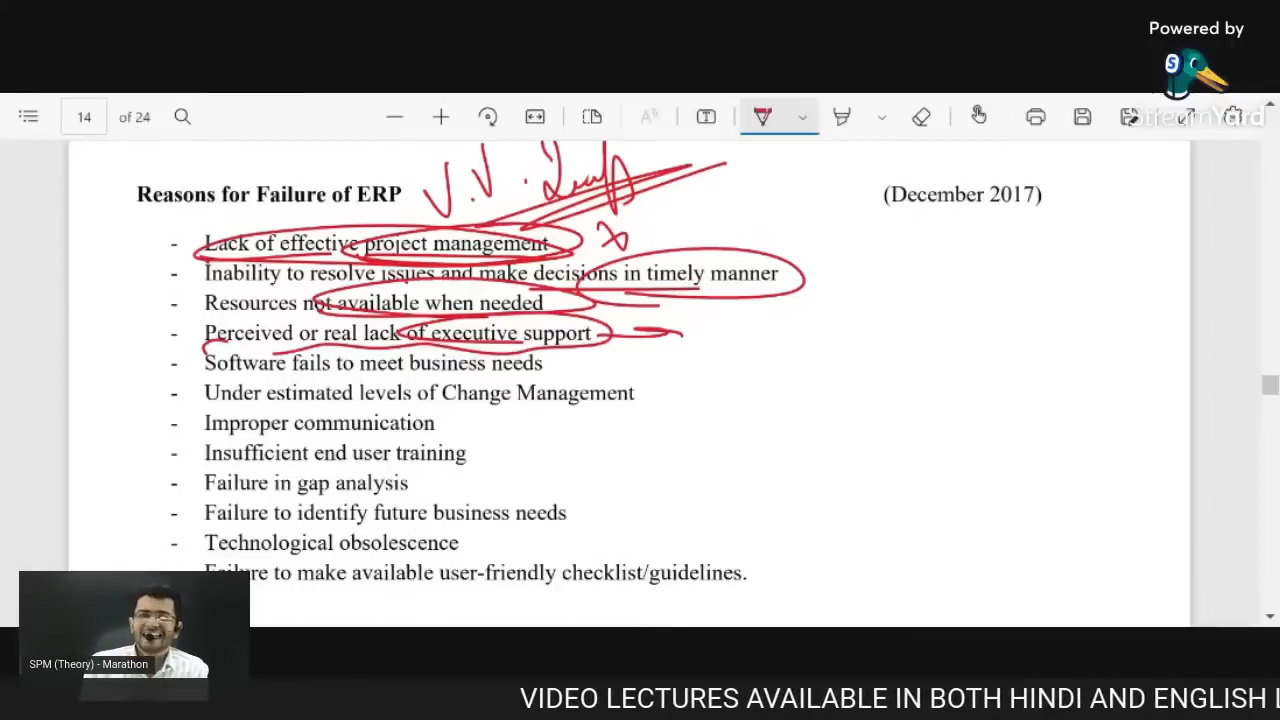 Powered by
S
14 of 24
StreamYard
V.V.
Reasons for Failure of ERP (December 2017)
- Lack of effective project management
- Inability to resolve issues and make decisions in timely manner
- Resources not available when needed
- Perceived or real lack of executive support
- Software fails to meet business needs
- Under estimated levels of Change Management
- Improper communication
- Insufficient end user training
- Failure in gap analysis
- Failure to identify future business needs
- Technological obsolescence
Failure to make available user-friendly checklist/guidelines.
SPM (Theory) - Marathon
VIDEO LECTURES AVAILABLE IN BOTH HINDI AND ENGLISH